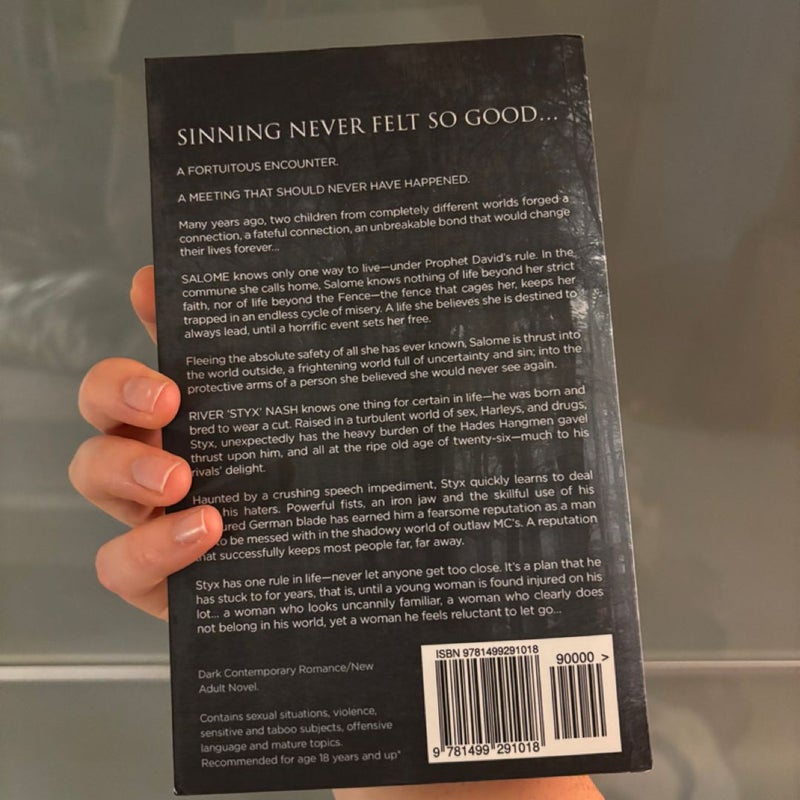 SINNING NEVER FELT SO GOOD...
A FORTUITOUS ENCOUNTER.
A MEETING THAT SHOULD NEVER HAVE HAPPENED.
Many years ago, two children from completely different worlds forged a
connection, a fateful connection, an unbreakable bond that would change
their lives forever...
SALOME knows only one way to live—under Prophet David's rule. In the
commune she calls home, Salome knows nothing of life beyond her strict
faith, nor of life beyond the Fence—the fence that cages her, keeps her
trapped in an endless cycle of misery. A life she believes she is destined to
always lead, until a horrific event sets her free.
Fleeing the absolute safety of all she has ever known, Salome is thrust into
the world outside, a frightening world full of uncertainty and sin; into the
protective arms of a person she believed she would never see again.
RIVER 'STYX' NASH knows one thing for certain in life—he was born and
bred to wear a cut. Raised in a turbulent world of sex, Harleys, and drugs,
Styx, unexpectedly has the heavy burden of the Hades Hangmen gavel
thrust upon him, and all at the ripe old age of twenty-six—much to his
rivals' delight.
Haunted by a crushing speech impediment, Styx quickly learns to deal
his haters. Powerful fists, an iron jaw and the skillful use of his
German blade has earned him a fearsome reputation as a man
to be messed with in the shadowy world of outlaw MC's. A reputation
that successfully keeps most people far, far away.
Styx has one rule in life—never let anyone get too close. It's a plan that he
has stuck to for years, that is, until a young woman is found injured on his
lot... a woman who looks uncannily familiar, a woman who clearly does
not belong in his world, yet a woman he feels reluctant to let go...
Dark Contemporary Romance/New
Adult Novel.
Contains sexual situations, violence,
sensitive and taboo subjects, offensive
language and mature topics.
Recommended for age 18 years and up*
ISBN 9781499291018
90000 >
9 781499 291018